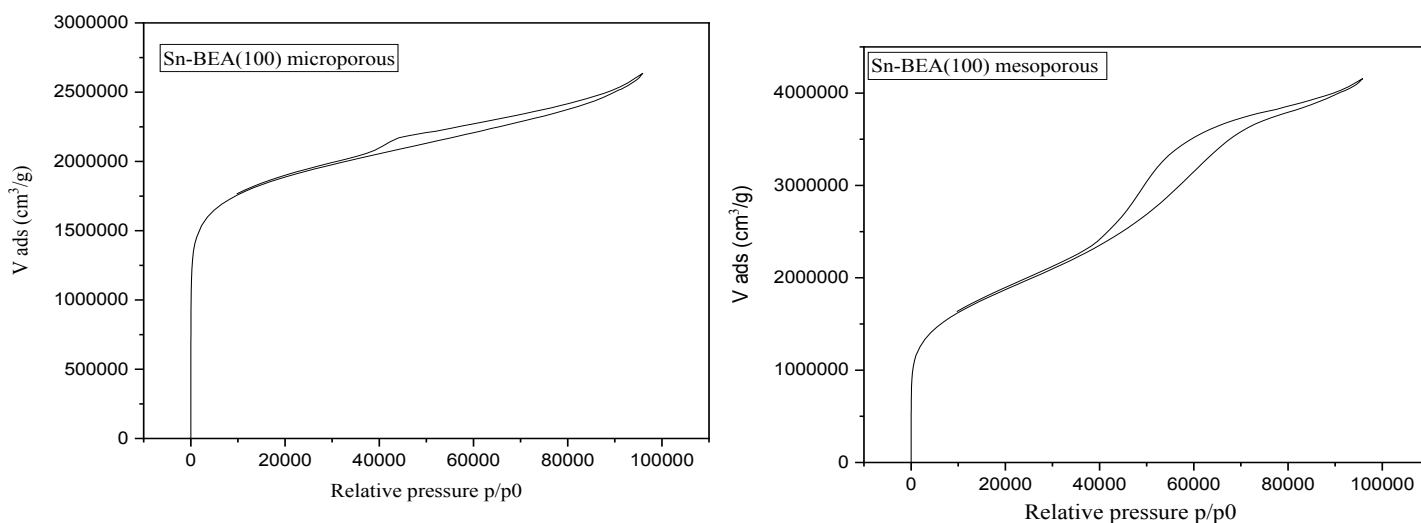 Sn-BEA(100) microporous
V ads (cm³/g)
3000000
2500000
2000000
1500000
1000000
500000
0
0 20000 40000 60000 80000 100000
Relative pressure p/p0
Sn-BEA(100) mesoporous
V ads (cm³/g)
4000000
3000000
2000000
1000000
0
0 20000 40000 60000 80000 100000
Relative pressure p/p0